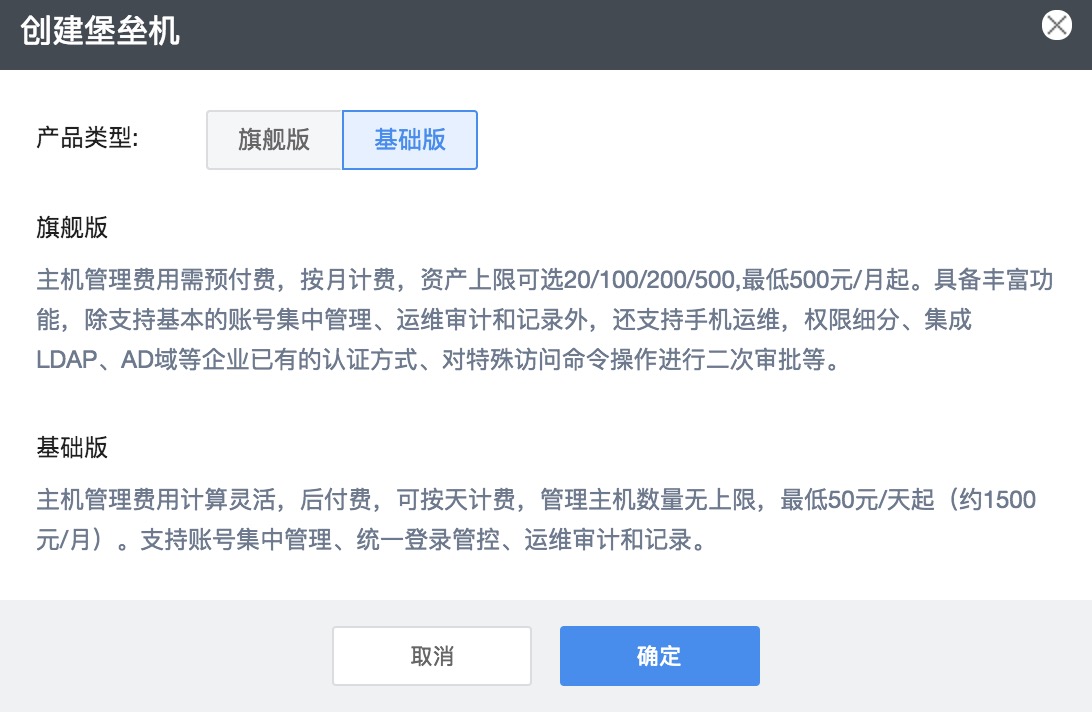 创建堡垒机
产品类型:
旗舰版 基础版
旗舰版
主机管理费用需预付费，按月计费，资产上限可选20/100/200/500,最低500元/月起。具备丰富功
能，除支持基本的账号集中管理、运维审计和记录外，还支持手机运维，权限细分、集成
LDAP、AD域等企业已有的认证方式、对特殊访问命令操作进行二次审批等。
基础版
主机管理费用计算灵活，后付费，可按天计费，管理主机数量无上限，最低50元/天起（约1500
元/月）。支持账号集中管理、统一登录管控、运维审计和记录。
取消 确定